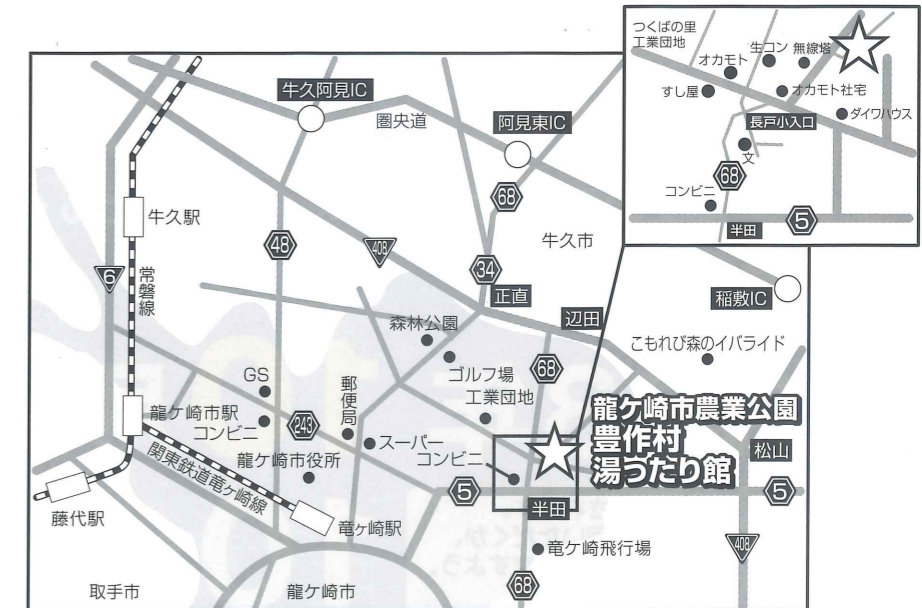 つくばの里
工業団地
生コン
無線塔
オカモト
すし屋
オカモト社宅
ダイワハウス
長戸小入口
文
68
コンビニ
半田
5
牛久阿見IC
圏央道
阿見東IC
68
牛久駅
牛久市
48
408
34
6
常磐線
正直
稲敷IC
辺田
森林公園
こもれび森のイバライド
GS
郵便局
ゴルフ場
68
工業団地
龍ケ崎市駅
コンビニ
243
龍ケ崎市農業公園
豊作村
湯ったり館
スーパー
コンビニ
龍ケ崎市役所
松山
関東鉄道竜ヶ崎線
5
5
半田
藤代駅
竜ヶ崎駅
竜ケ崎飛行場
408
取手市
龍ケ崎市
68